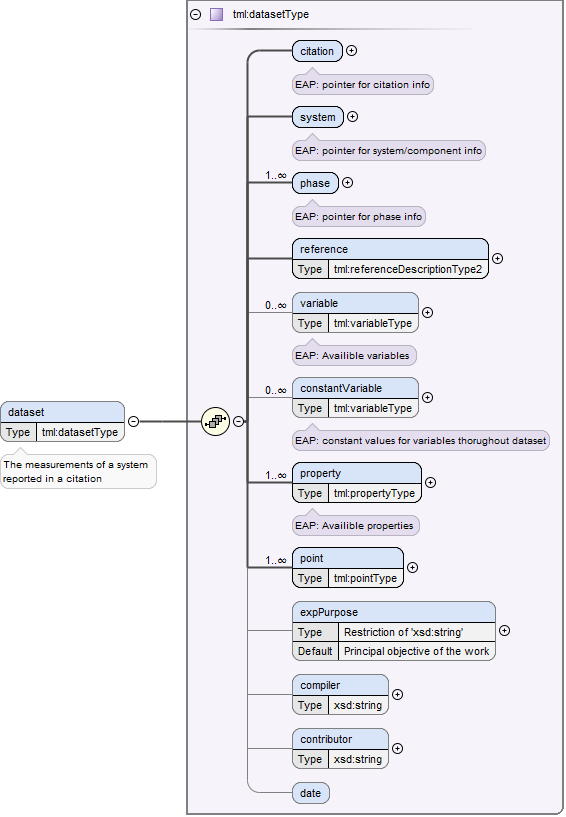 tml:datasetType
citation
EAP: pointer for citation info
system
EAP: pointer for system/component info
1..∞
phase
EAP: pointer for phase info
reference
Type tml:referenceDescriptionType2
0..∞
variable
Type tml:variableType
EAP: Availible variables
0..∞
constantVariable
Type tml:variableType
EAP: constant values for variables thorughout dataset
dataset
Type tml:datasetType
The measurements of a system
reported in a citation
1..∞
property
Type tml:propertyType
EAP: Availible properties
1..∞
point
Type tml:pointType
expPurpose
Type Restriction of 'xsd:string'
Default Principal objective of the work
compiler
Type xsd:string
contributor
Type xsd:string
date